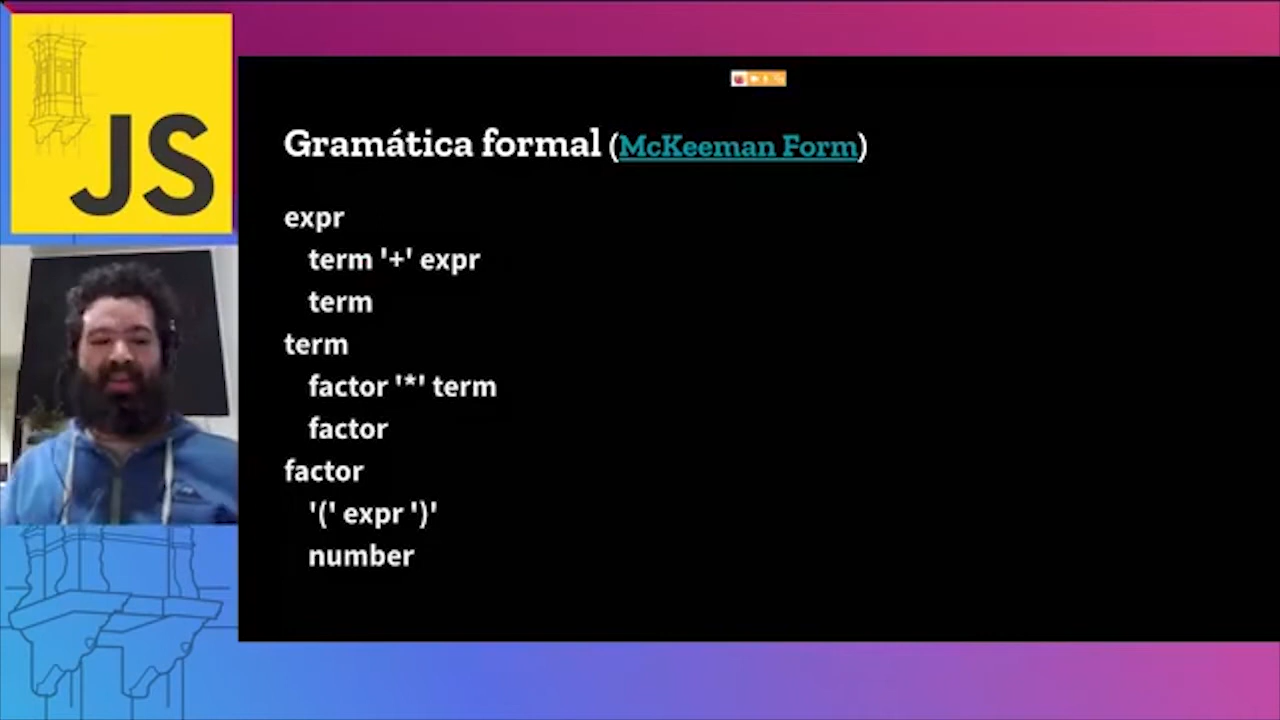 JS
Gramática formal (McKeeman Form)
expr
term '+' expr
term
term
factor '*' term
factor
factor
'(' expr ')'
number